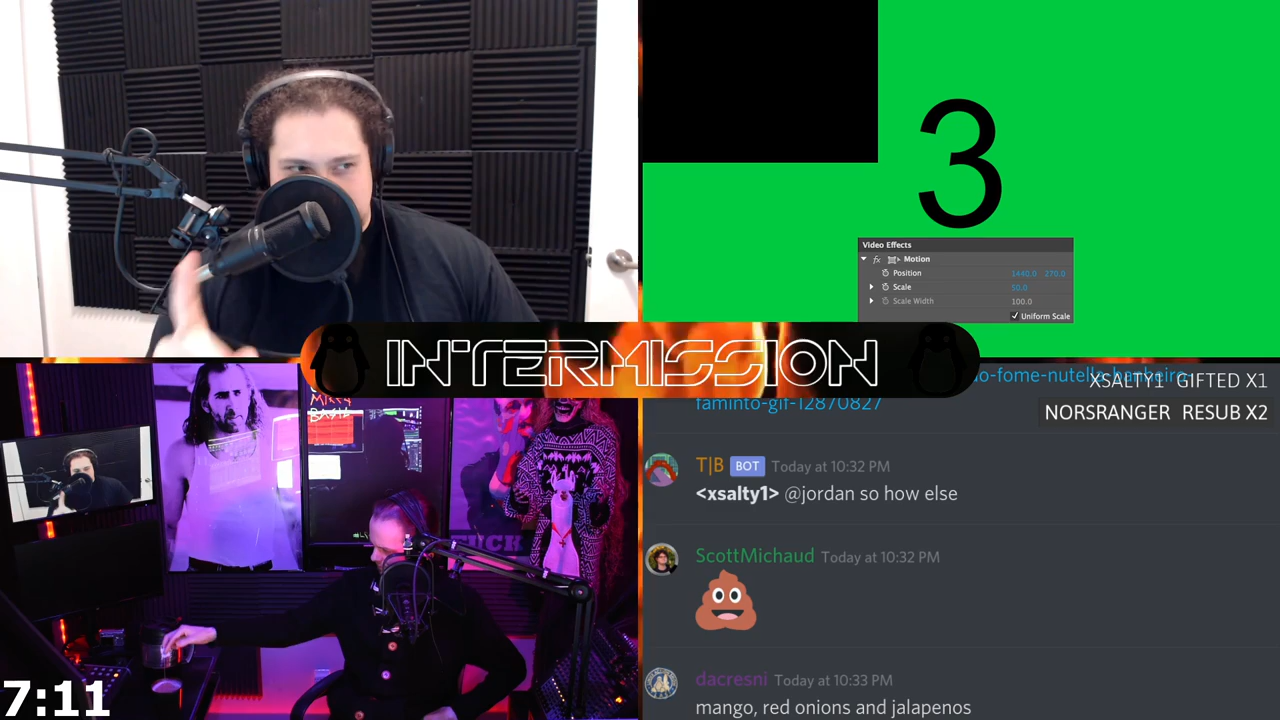 3
Video Effects
fx Motion
Position 1440.0 270.0
Scale 50.0
Scale Width 100.0
Uniform Scale
INTERMISSION
XSALTY1 GIFTED X1
faminto-gif-12870827
NORSRANGER RESUB X2
T|B BOT Today at 10:32 PM
<xsalty1> @jordan so how else
ScottMichaud Today at 10:32 PM
dacresni Today at 10:33 PM
mango, red onions and jalapenos
7:11